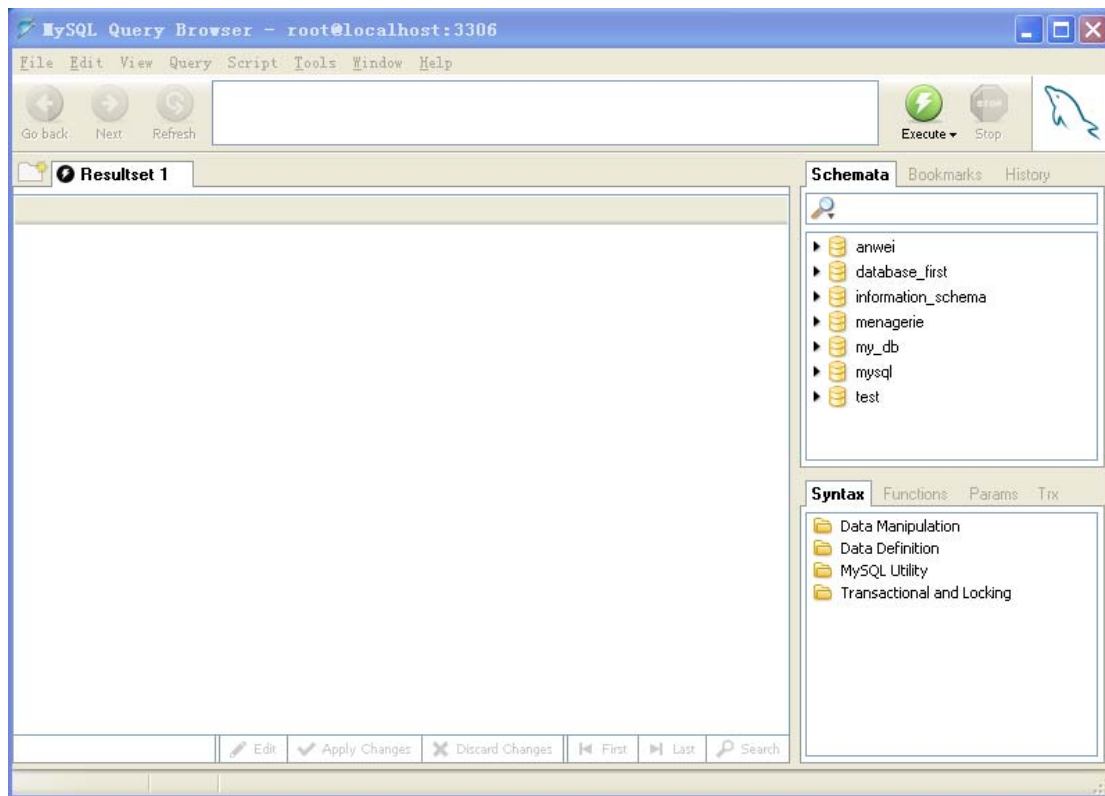 MySQL Query Browser - root@localhost:3306
File Edit View Query Script Tools Window Help
Go back Next Refresh Execute Stop
STOP
Resultset 1
Schemata Bookmarks History
anwei
database_first
information_schema
menagerie
my_db
mysql
test
Syntax Functions Params Trx
Data Manipulation
Data Definition
MySQL Utility
Transactional and Locking
Edit Apply Changes Discard Changes First Last Search